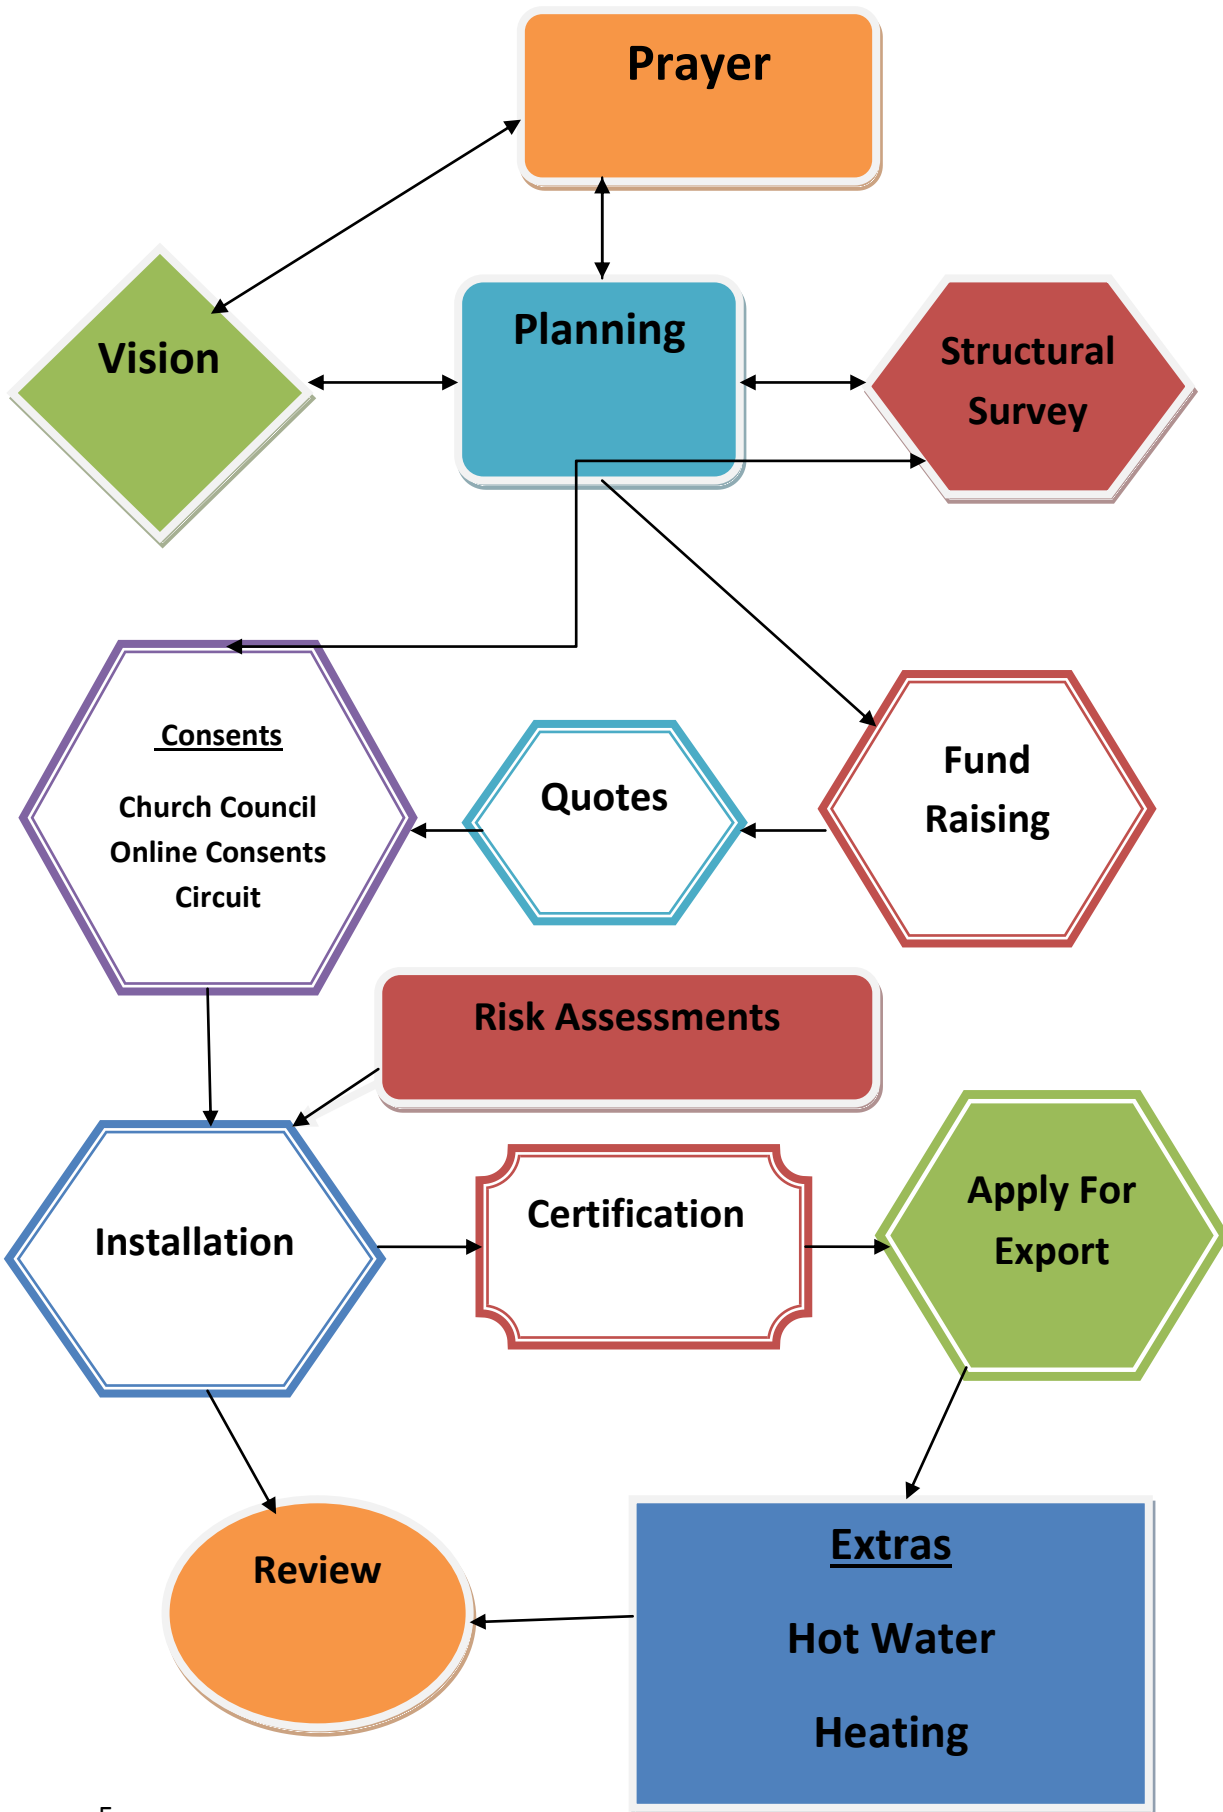 Prayer
Vision
Planning
Structural
Survey
Consents
Church Council
Online Consents
Circuit
Quotes
Fund
Raising
Risk Assessments
Installation
Certification
Apply For
Export
Review
Extras
Hot Water
Heating